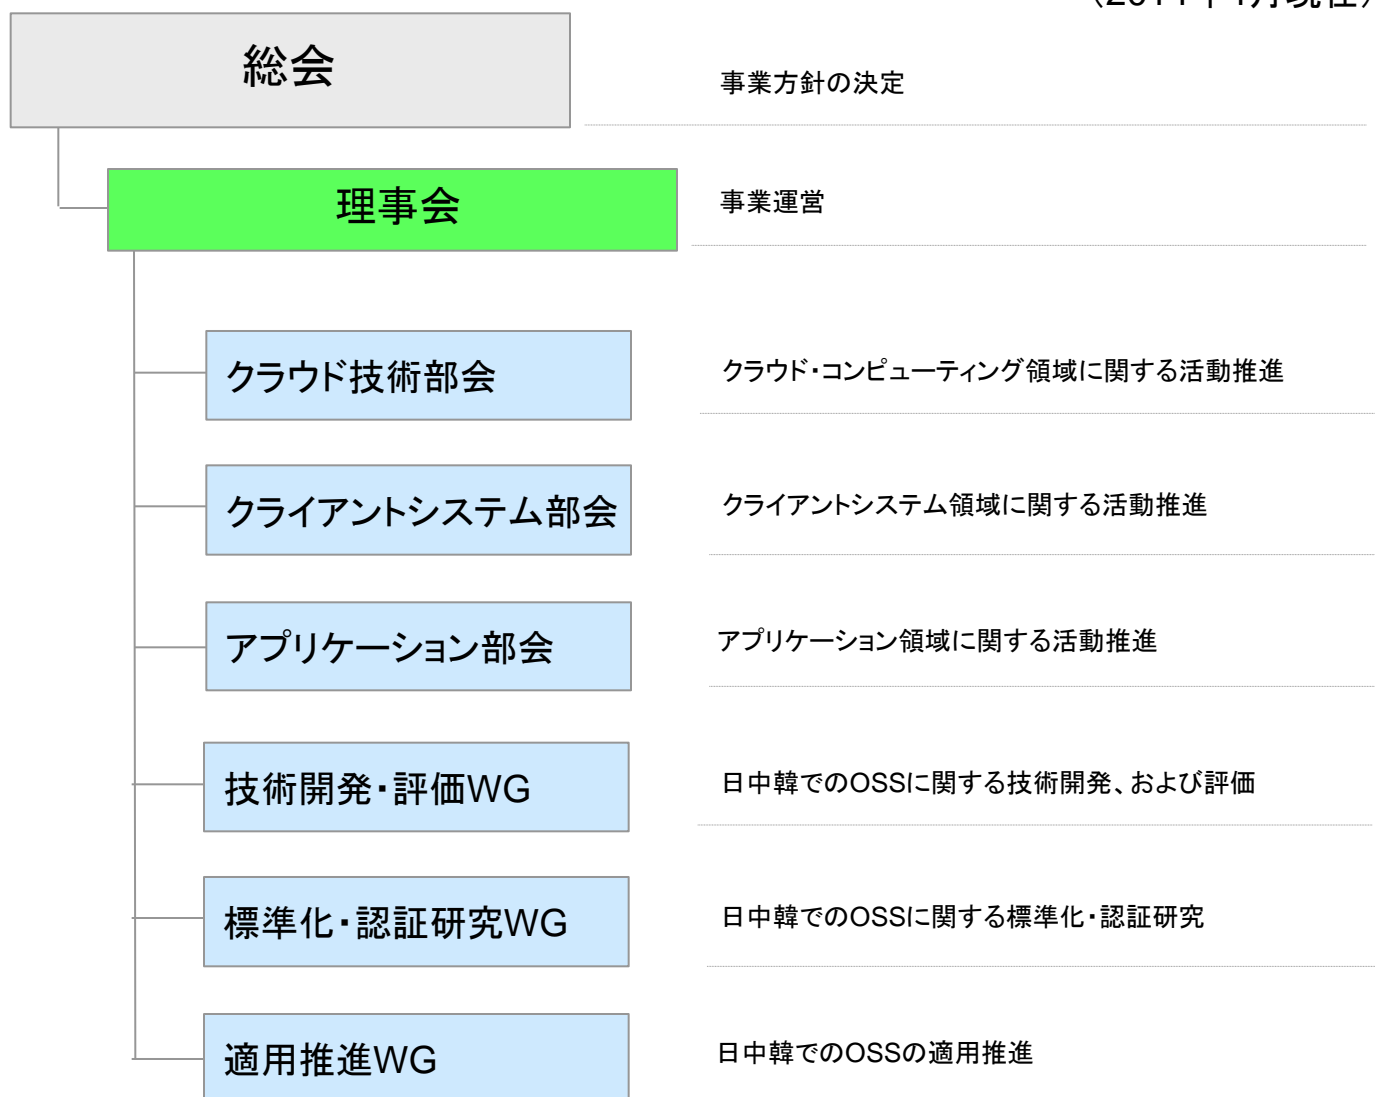 （2011年4月現在）
総会
事業方針の決定
理事会
事業運営
クラウド技術部会
クラウド・コンピューティング領域に関する活動推進
クライアントシステム部会
クライアントシステム領域に関する活動推進
アプリケーション部会
アプリケーション領域に関する活動推進
技術開発・評価WG
日中韓でのOSSに関する技術開発、および評価
標準化・認証研究WG
日中韓でのOSSに関する標準化・認証研究
適用推進WG
日中韓でのOSSの適用推進